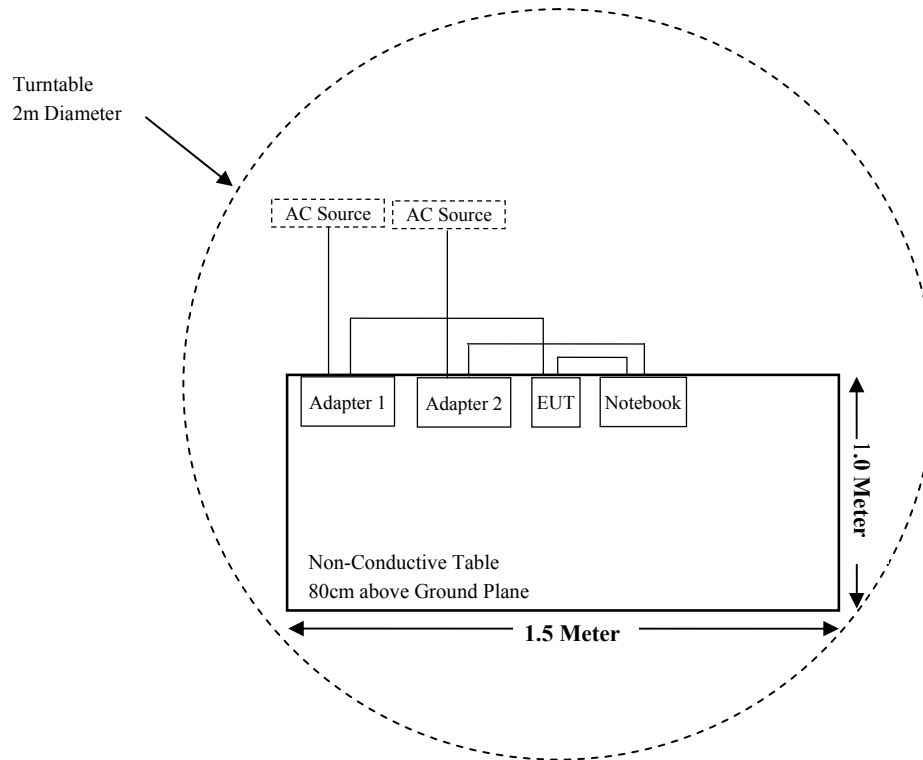 Turntable
2m Diameter
AC Source
AC Source
Adapter 1
Adapter 2
EUT
Notebook
1.0 Meter
Non-Conductive Table
80cm above Ground Plane
1.5 Meter